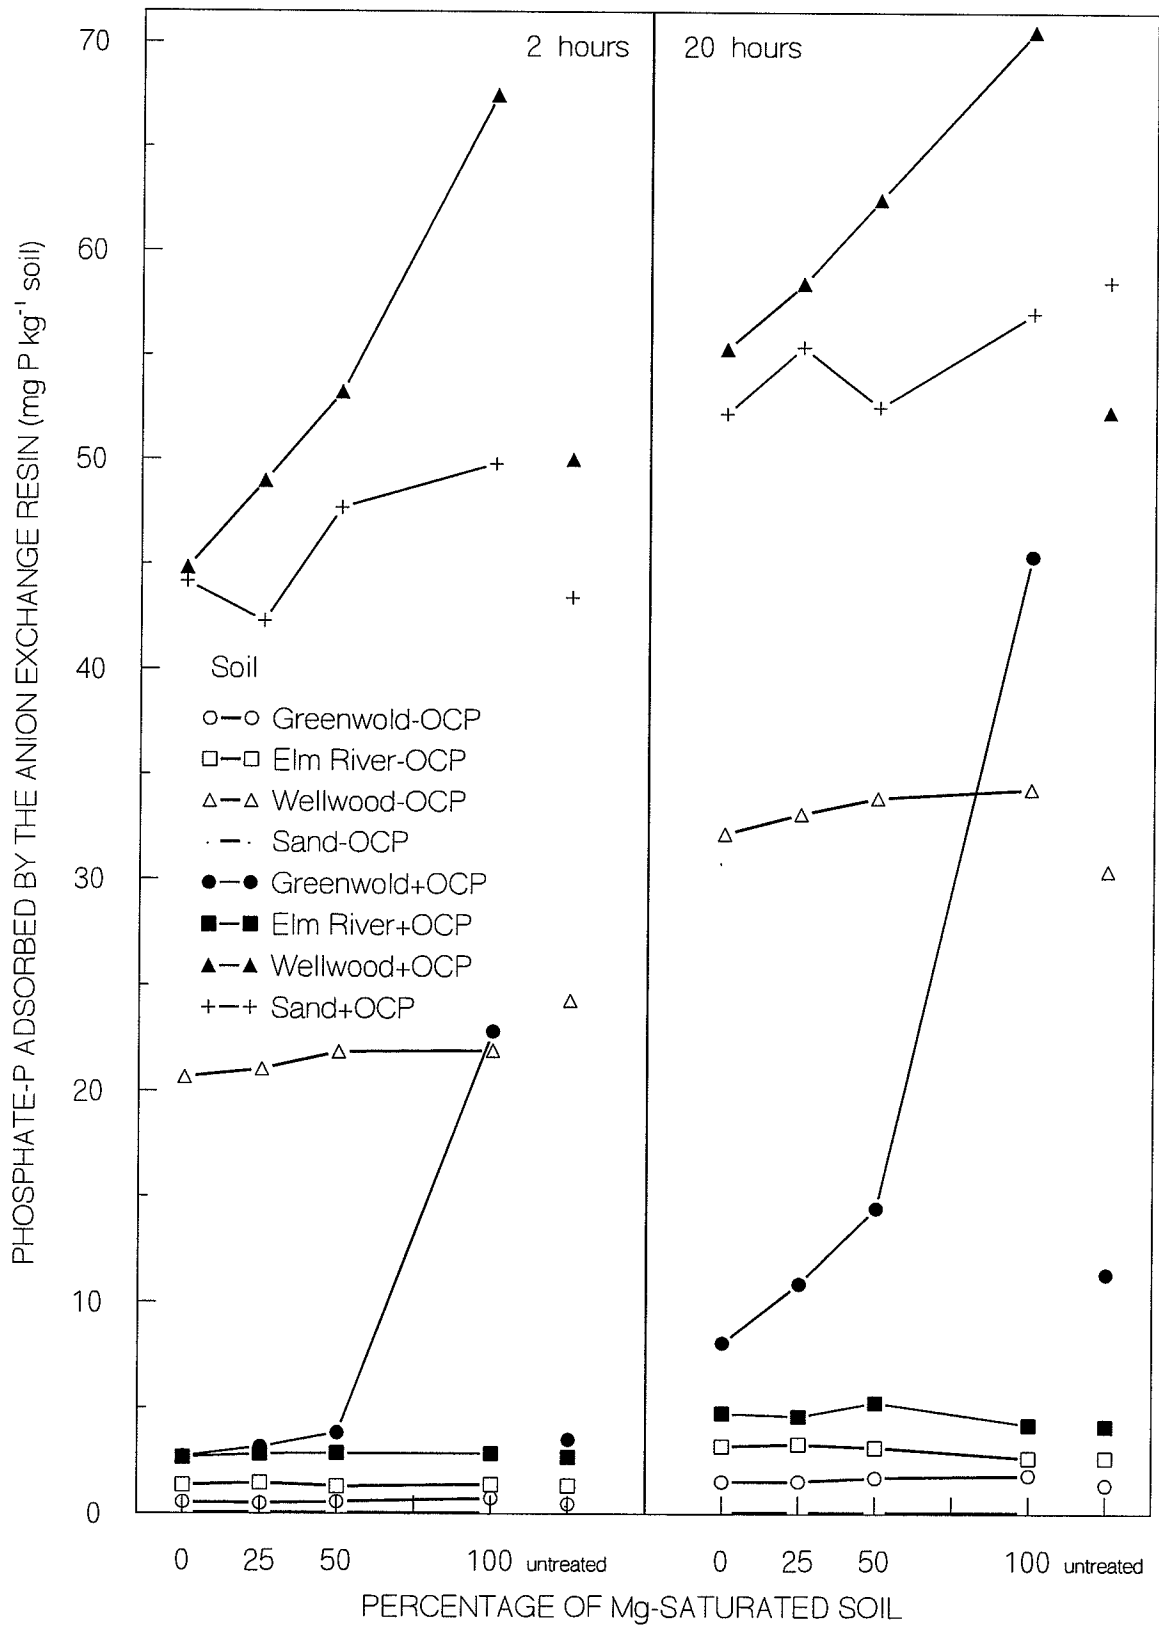 70
60
50
40
30
20
10
0
PHOSPHATE-P ADSORBED BY THE ANION EXCHANGE RESIN (mg P kg⁻¹ soil)
2 hours
20 hours
Soil
Greenwold-OCP
Elm River-OCP
Wellwood-OCP
Sand-OCP
Greenwold+OCP
Elm River+OCP
Wellwood+OCP
Sand+OCP
0 25 50 100 untreated
0 25 50 100 untreated
PERCENTAGE OF Mg-SATURATED SOIL